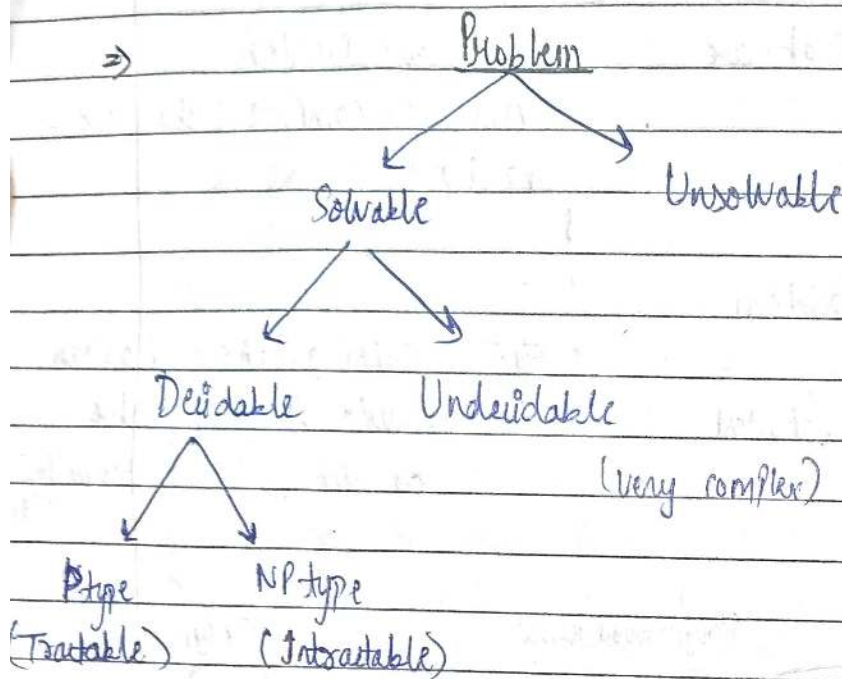 ⇒ Problem
Solvable Unsolvable
Decidable Undecidable
(very complex)
P type NP type
(Tractable) (Intractable)